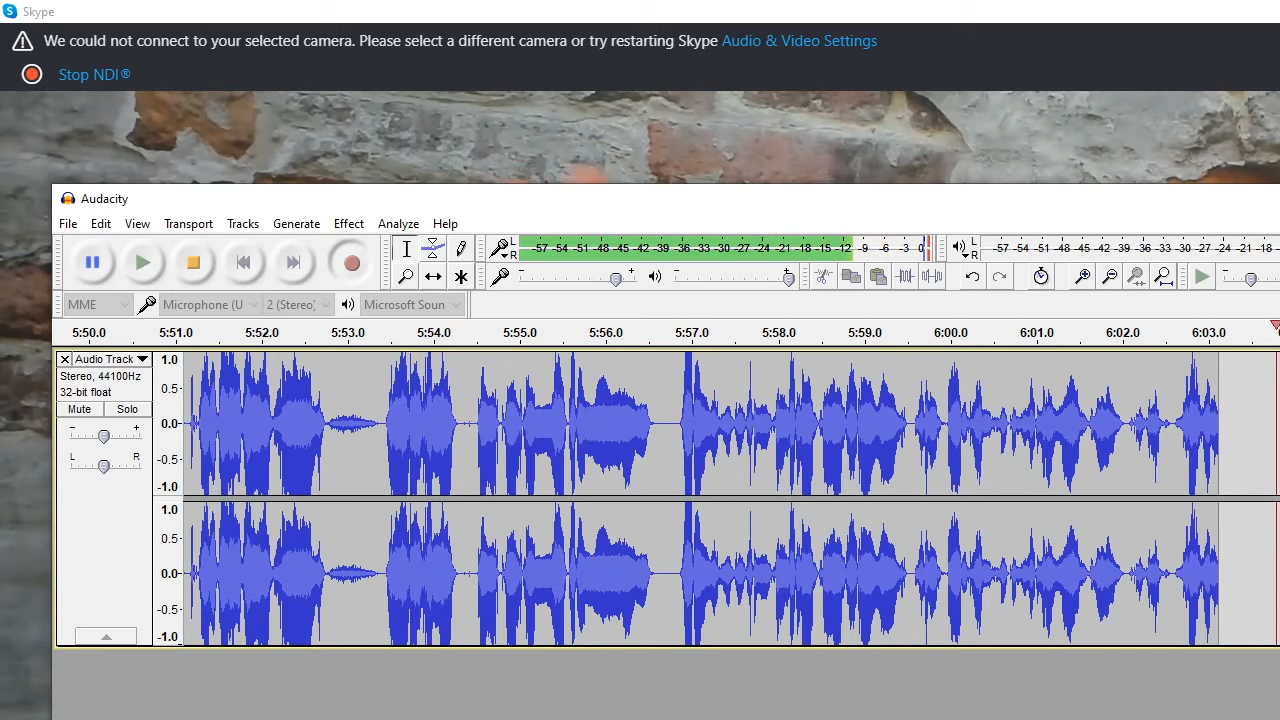 Skype
We could not connect to your selected camera. Please select a different camera or try restarting Skype Audio & Video Settings
Stop NDI®
Audacity
File Edit View Transport Tracks Generate Effect Analyze Help
L R -57 -54 -51 -48 -45 -42 -39 -36 -33 -30 -27 -24 -21 -18 -15 -12 -9 -6 -3 0 L R -57 -54 -51 -48 -45 -42 -39 -36 -33 -30 -27 -24 -21 -18
- + - +
MME Microphone (U 2 (Stereo) Microsoft Soun
5:50.0 5:51.0 5:52.0 5:53.0 5:54.0 5:55.0 5:56.0 5:57.0 5:58.0 5:59.0 6:00.0 6:01.0 6:02.0 6:03.0
X Audio Track 1.0
Stereo, 44100Hz
32-bit float 0.5
Mute Solo
- + 0.0
L R -0.5
-1.0
1.0
0.5
0.0
-0.5
-1.0